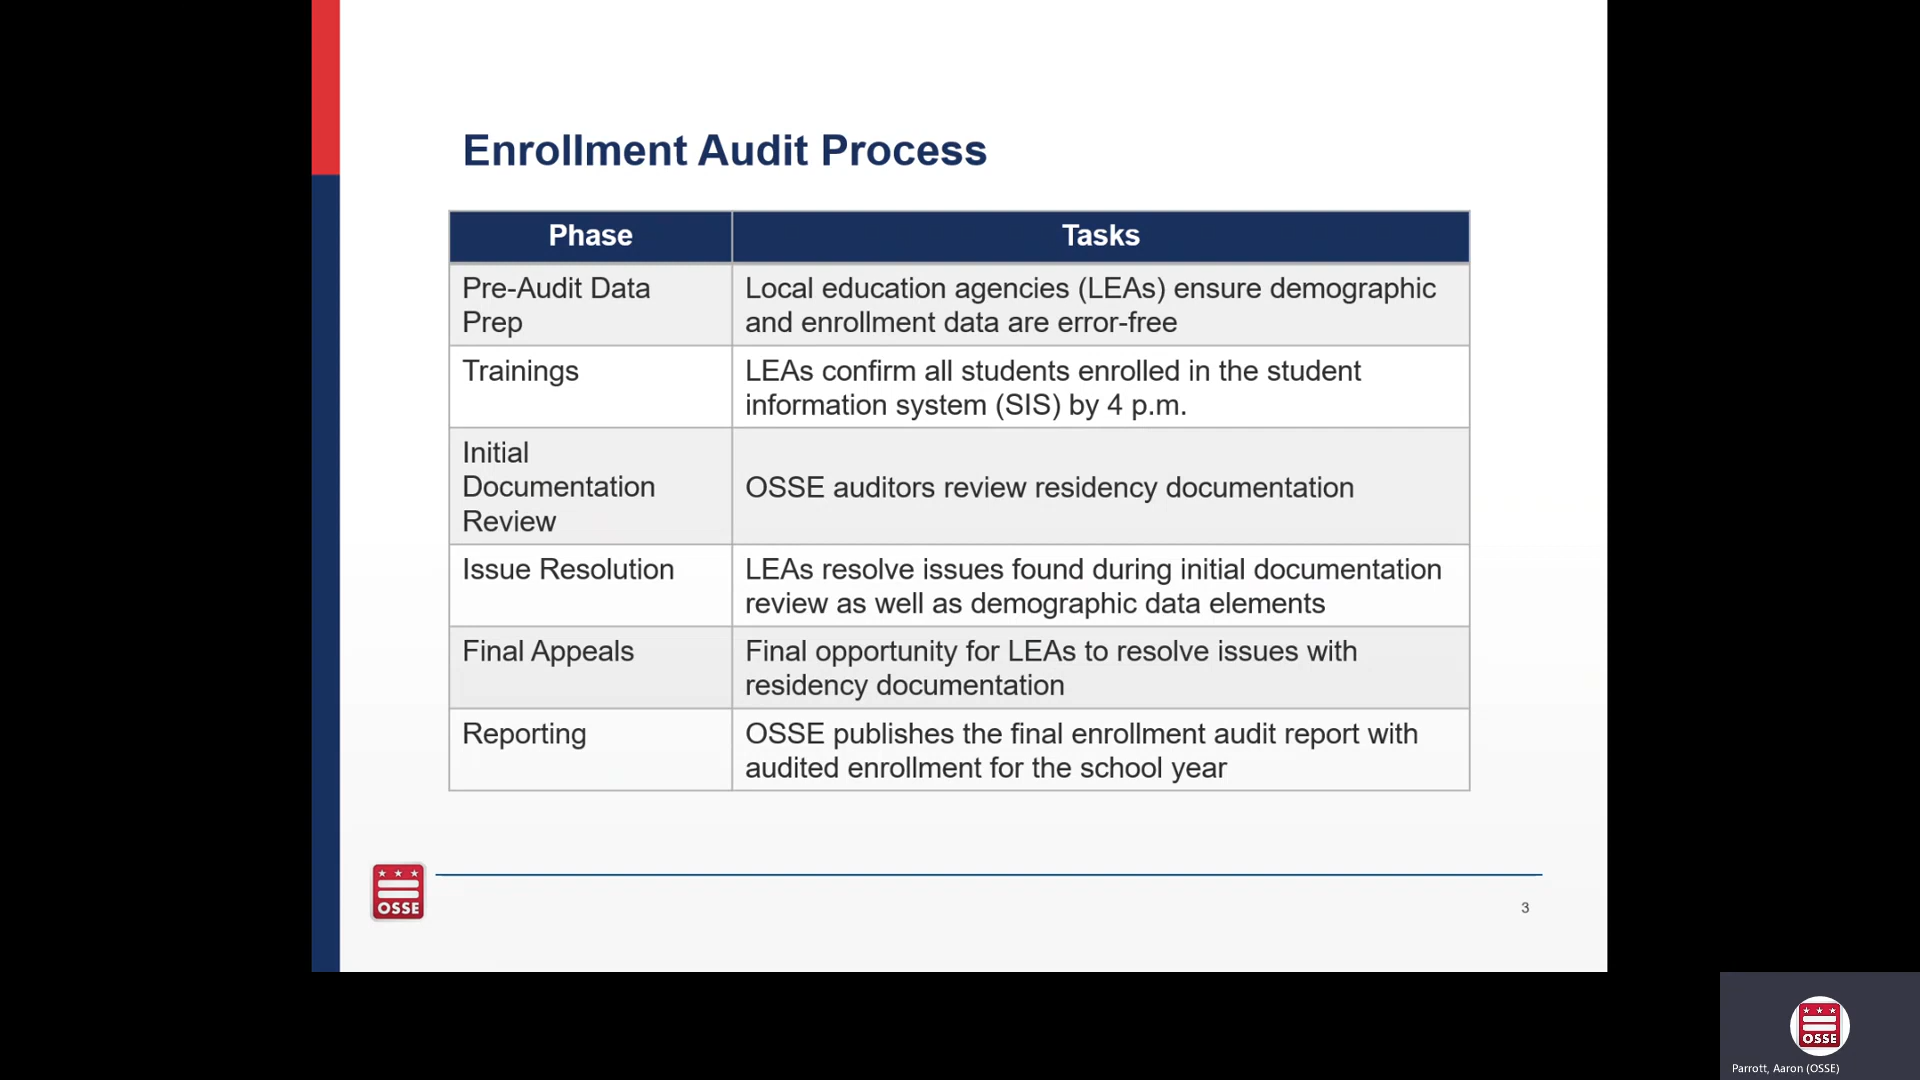 Enrollment Audit Process
Phase
Tasks
Pre-Audit Data
Prep
Local education agencies (LEAs) ensure demographic
and enrollment data are error-free
Trainings
LEAs confirm all students enrolled in the student
information system (SIS) by 4 p.m.
Initial
Documentation
Review
OSSE auditors review residency documentation
Issue Resolution
LEAs resolve issues found during initial documentation
review as well as demographic data elements
Final Appeals
Final opportunity for LEAs to resolve issues with
residency documentation
Reporting
OSSE publishes the final enrollment audit report with
audited enrollment for the school year
OSSE
3
OSSE
Parrott, Aaron (OSSE)